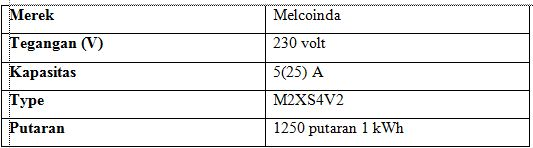 Merek Melcoinda
Tegangan (V) 230 volt
Kapasitas 5(25) A
Type M2XS4V2
Putaran 1250 putaran 1 kWh